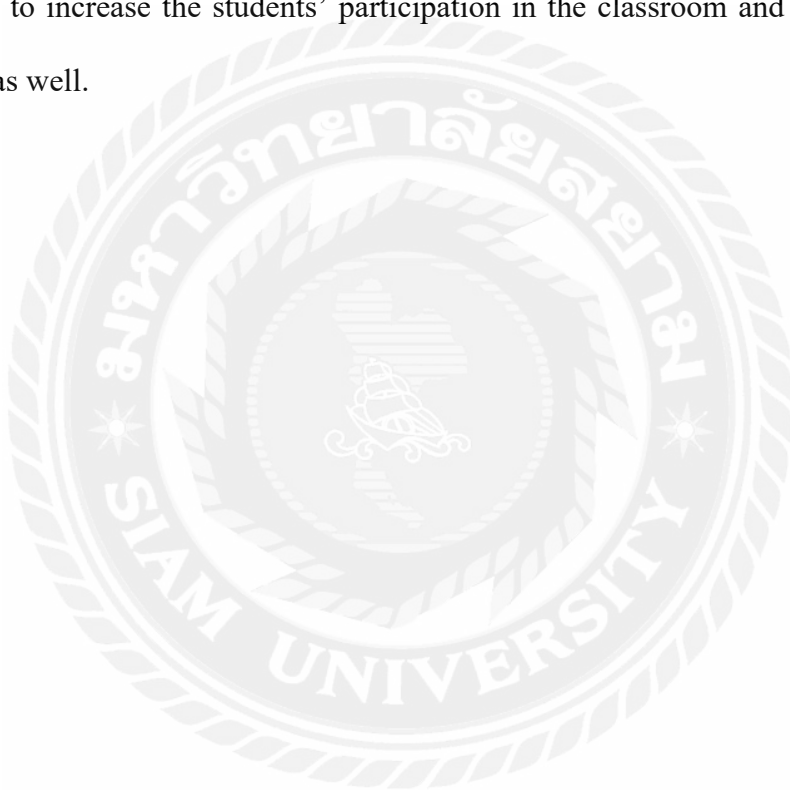 to increase the students’ participation in the classroom and
as well.
มหาวิทยาลัยสยาม
SIAM UNIVERSITY